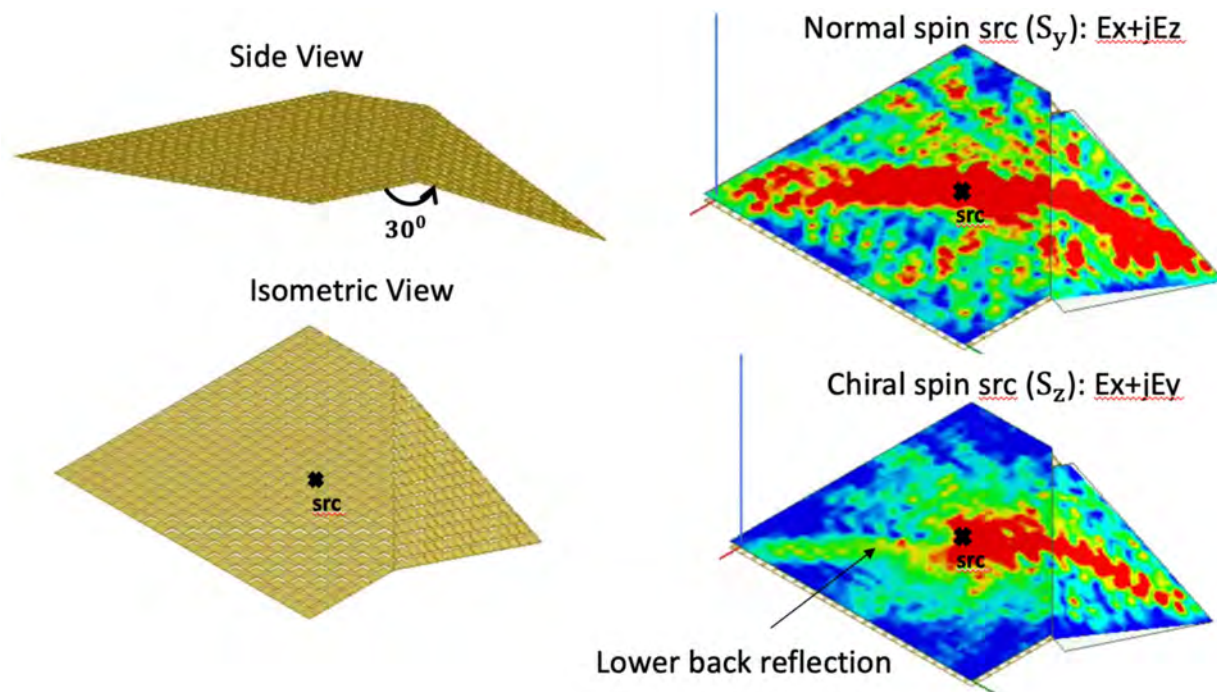 Side View
30⁰
Isometric View
src
Normal spin src (Sy): Ex+jEz
src
Chiral spin src (Sz): Ex+jEy
src
Lower back reflection